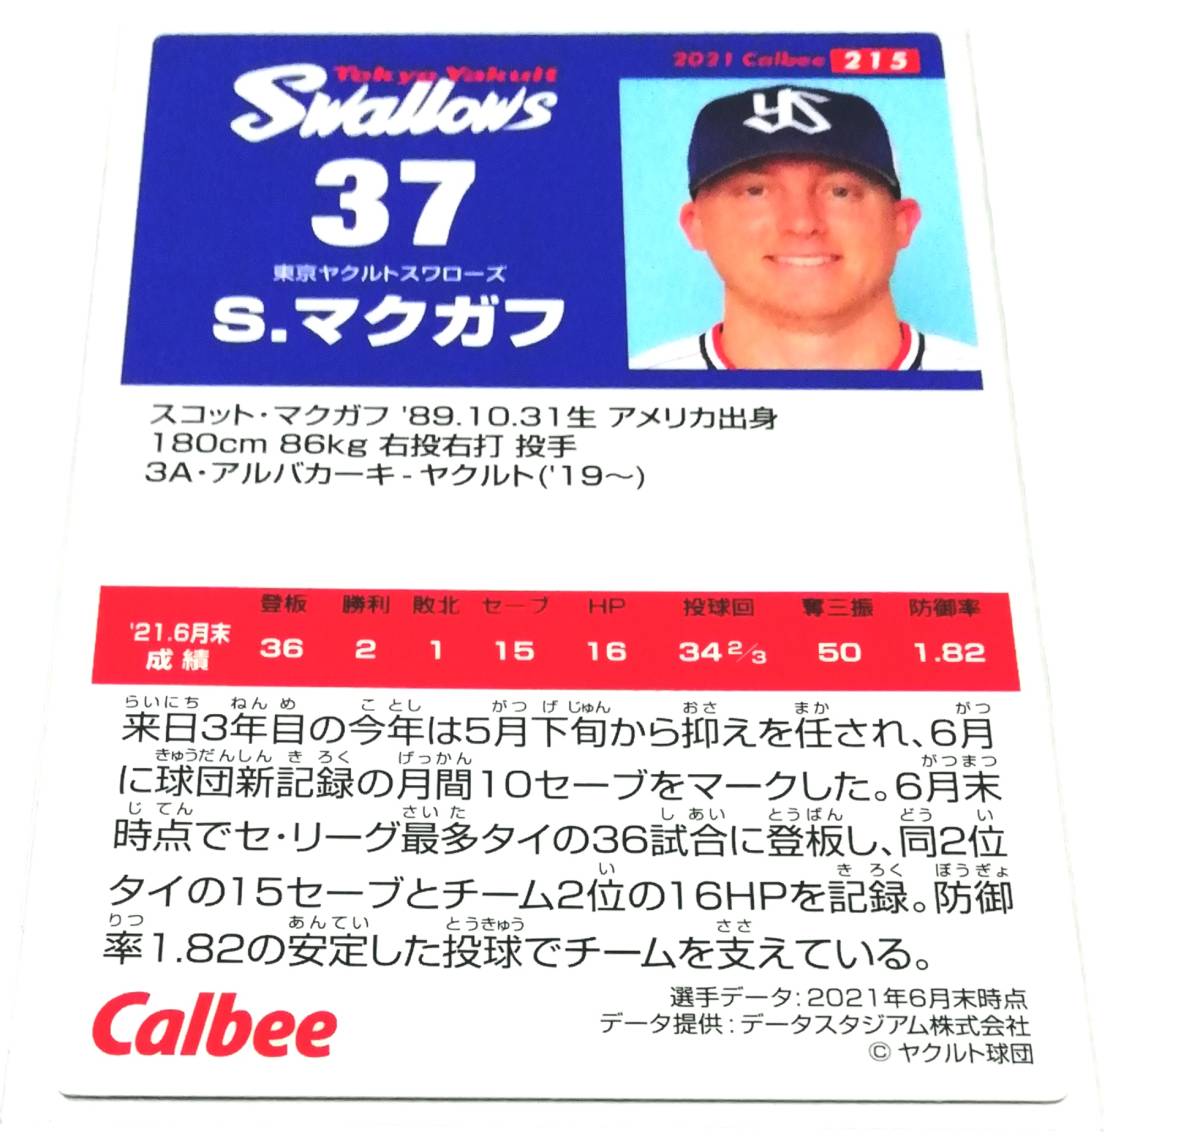 2021 Calbee 215
Tokyo Yakult
Swallows
YS
37
東京ヤクルトスワローズ
S.マクガフ
スコット・マクガフ '89.10.31生 アメリカ出身
180cm 86kg 右投右打 投手
3A・アルバカーキ - ヤクルト('19〜)
登板 勝利 敗北 セーブ HP 投球回 奪三振 防御率
'21.6月末
成績 36 2 1 15 16 34 2/3 50 1.82
らいにち ねん め こ とし がつ げ じゅん おさ まか がつ
来日3年目の今年は5月下旬から抑えを任され、6月
きゅうだんしん き ろく げっかん がつまつ
に球団新記録の月間10セーブをマークした。6月末
じ てん さい た し あい とうばん どう い
時点でセ・リーグ最多タイの36試合に登板し、同2位
い き ろく ぼうぎょ
タイの15セーブとチーム2位の16HPを記録。防御
りつ あんてい とうきゅう ささ
率1.82の安定した投球でチームを支えている。
Calbee
選手データ:2021年6月末時点
データ提供:データスタジアム株式会社
© ヤクルト球団